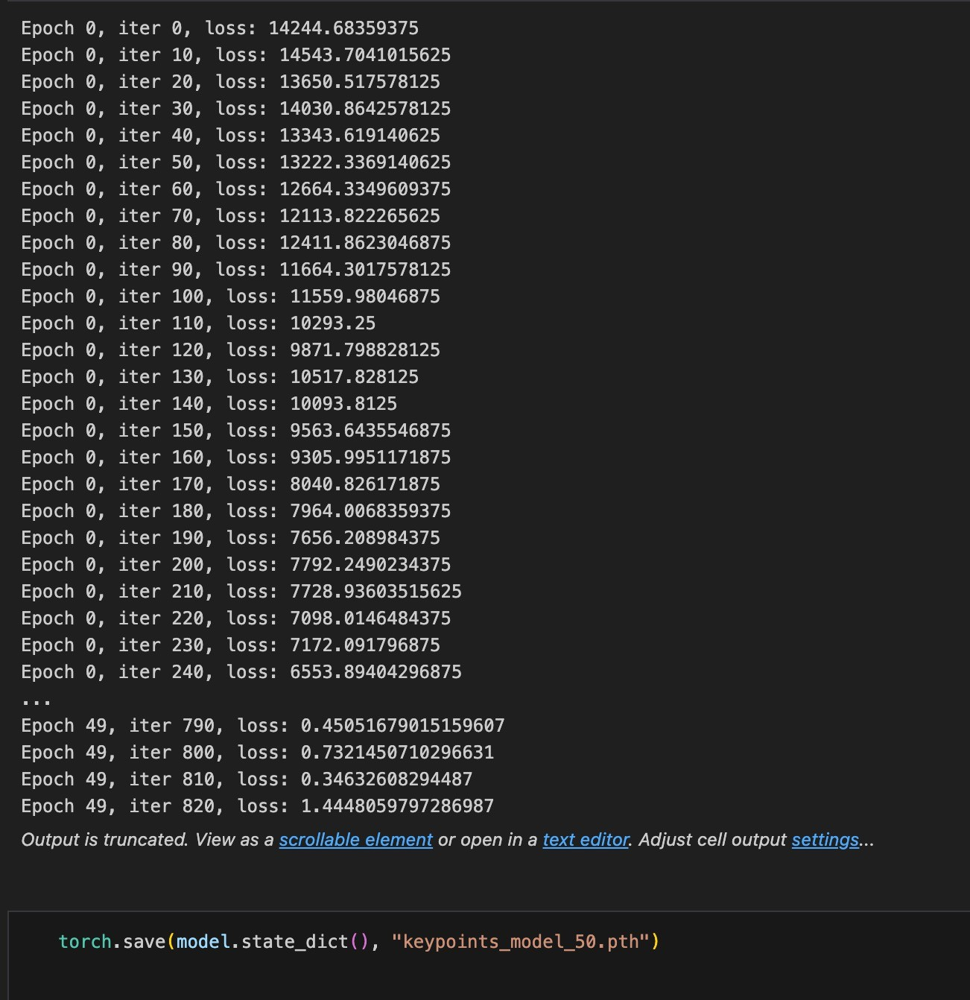 Epoch 0, iter 0, loss: 14244.68359375
Epoch 0, iter 10, loss: 14543.7041015625
Epoch 0, iter 20, loss: 13650.517578125
Epoch 0, iter 30, loss: 14030.8642578125
Epoch 0, iter 40, loss: 13343.619140625
Epoch 0, iter 50, loss: 13222.3369140625
Epoch 0, iter 60, loss: 12664.3349609375
Epoch 0, iter 70, loss: 12113.822265625
Epoch 0, iter 80, loss: 12411.8623046875
Epoch 0, iter 90, loss: 11664.3017578125
Epoch 0, iter 100, loss: 11559.98046875
Epoch 0, iter 110, loss: 10293.25
Epoch 0, iter 120, loss: 9871.798828125
Epoch 0, iter 130, loss: 10517.828125
Epoch 0, iter 140, loss: 10093.8125
Epoch 0, iter 150, loss: 9563.6435546875
Epoch 0, iter 160, loss: 9305.9951171875
Epoch 0, iter 170, loss: 8040.826171875
Epoch 0, iter 180, loss: 7964.0068359375
Epoch 0, iter 190, loss: 7656.208984375
Epoch 0, iter 200, loss: 7792.2490234375
Epoch 0, iter 210, loss: 7728.93603515625
Epoch 0, iter 220, loss: 7098.0146484375
Epoch 0, iter 230, loss: 7172.091796875
Epoch 0, iter 240, loss: 6553.89404296875
...
Epoch 49, iter 790, loss: 0.45051679015159607
Epoch 49, iter 800, loss: 0.7321450710296631
Epoch 49, iter 810, loss: 0.34632608294487
Epoch 49, iter 820, loss: 1.4448059797286987
Output is truncated. View as a scrollable element or open in a text editor. Adjust cell output settings...
torch.save(model.state_dict(), "keypoints_model_50.pth")